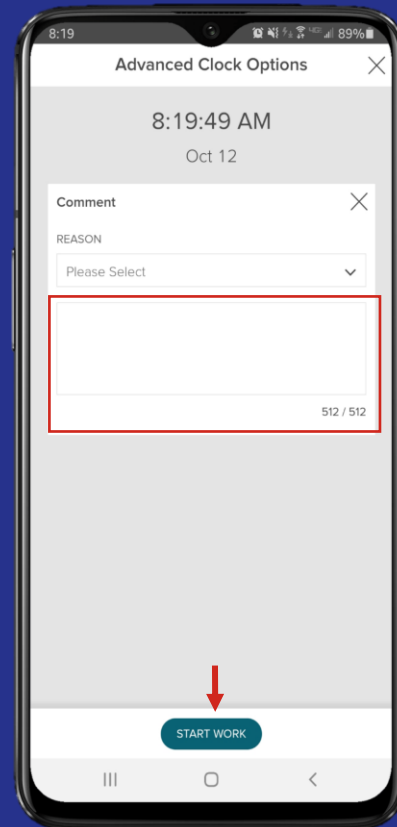 8:19 89%
Advanced Clock Options
8:19:49 AM
Oct 12
Comment
REASON
Please Select
512 / 512
START WORK